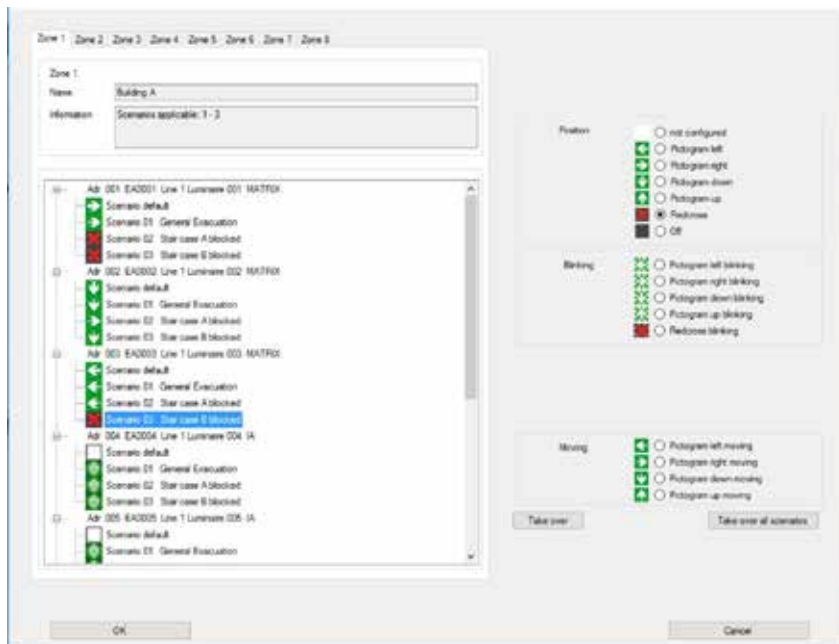 Zone 1 Zone 2 Zone 3 Zone 4 Zone 5 Zone 6 Zone 7 Zone 8
Zone 1
Name Building A
Information Scenarios applicable: 1 - 3
Adr 001 EA0001 Line 1 Luminaire 001 MATRIX
Scenario default
Scenario 01 General Evacuation
Scenario 02 Stair case A blocked
Scenario 03 Stair case B blocked
Adr 002 EA0002 Line 1 Luminaire 002 MATRIX
Scenario default
Scenario 01 General Evacuation
Scenario 02 Stair case A blocked
Scenario 03 Stair case B blocked
Adr 003 EA0003 Line 1 Luminaire 003 MATRIX
Scenario default
Scenario 01 General Evacuation
Scenario 02 Stair case A blocked
Scenario 03 Stair case B blocked
Adr 004 EA0004 Line 1 Luminaire 004 IA
Scenario default
Scenario 01 General Evacuation
Scenario 02 Stair case A blocked
Scenario 03 Stair case B blocked
Adr 005 EA0005 Line 1 Luminaire 005 IA
Scenario default
Scenario 01 General Evacuation
Position
not configured
Pictogram left
Pictogram right
Pictogram down
Pictogram up
Redcross
Off
Blinking
Pictogram left blinking
Pictogram right blinking
Pictogram down blinking
Pictogram up blinking
Redcross blinking
Moving
Pictogram left moving
Pictogram right moving
Pictogram down moving
Pictogram up moving
Take over Take over all scenarios
OK Cancel